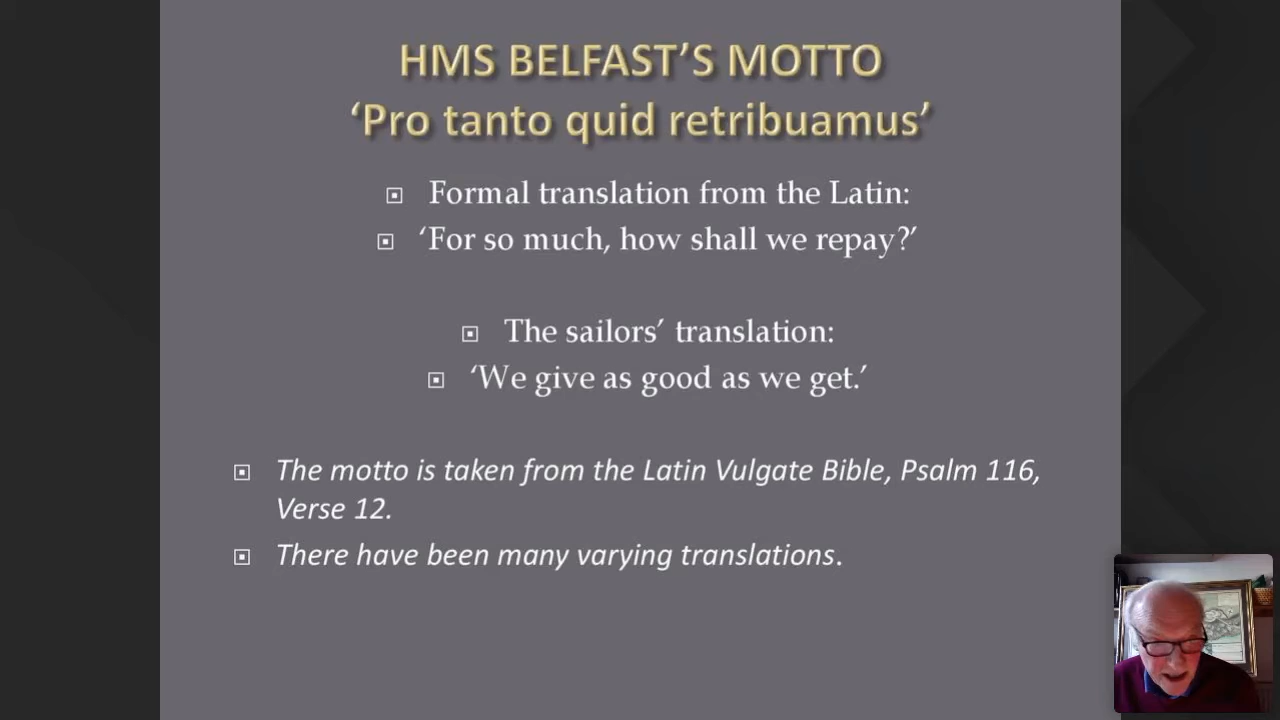 HMS BELFAST’S MOTTO
‘Pro tanto quid retribuamus’
Formal translation from the Latin:
‘For so much, how shall we repay?’
The sailors’ translation:
‘We give as good as we get.’
The motto is taken from the Latin Vulgate Bible, Psalm 116,
Verse 12.
There have been many varying translations.